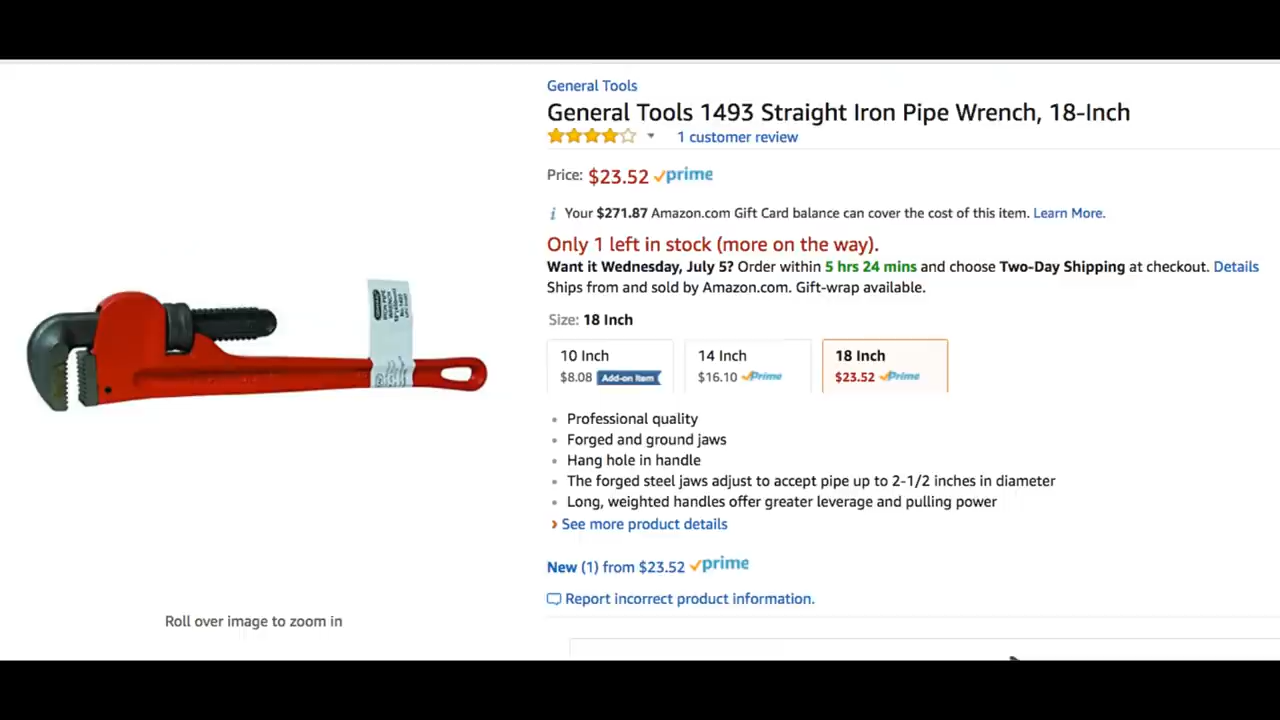 General Tools
General Tools 1493 Straight Iron Pipe Wrench, 18-Inch
1 customer review
Price: $23.52 prime
Your $271.87 Amazon.com Gift Card balance can cover the cost of this item. Learn More.
Only 1 left in stock (more on the way).
Want it Wednesday, July 5? Order within 5 hrs 24 mins and choose Two-Day Shipping at checkout. Details
Ships from and sold by Amazon.com. Gift-wrap available.
Size: 18 Inch
10 Inch 14 Inch 18 Inch
$8.08 Add-on Item $16.10 Prime $23.52 Prime
Professional quality
Forged and ground jaws
Hang hole in handle
The forged steel jaws adjust to accept pipe up to 2-1/2 inches in diameter
Long, weighted handles offer greater leverage and pulling power
› See more product details
New (1) from $23.52 prime
Report incorrect product information.
Roll over image to zoom in